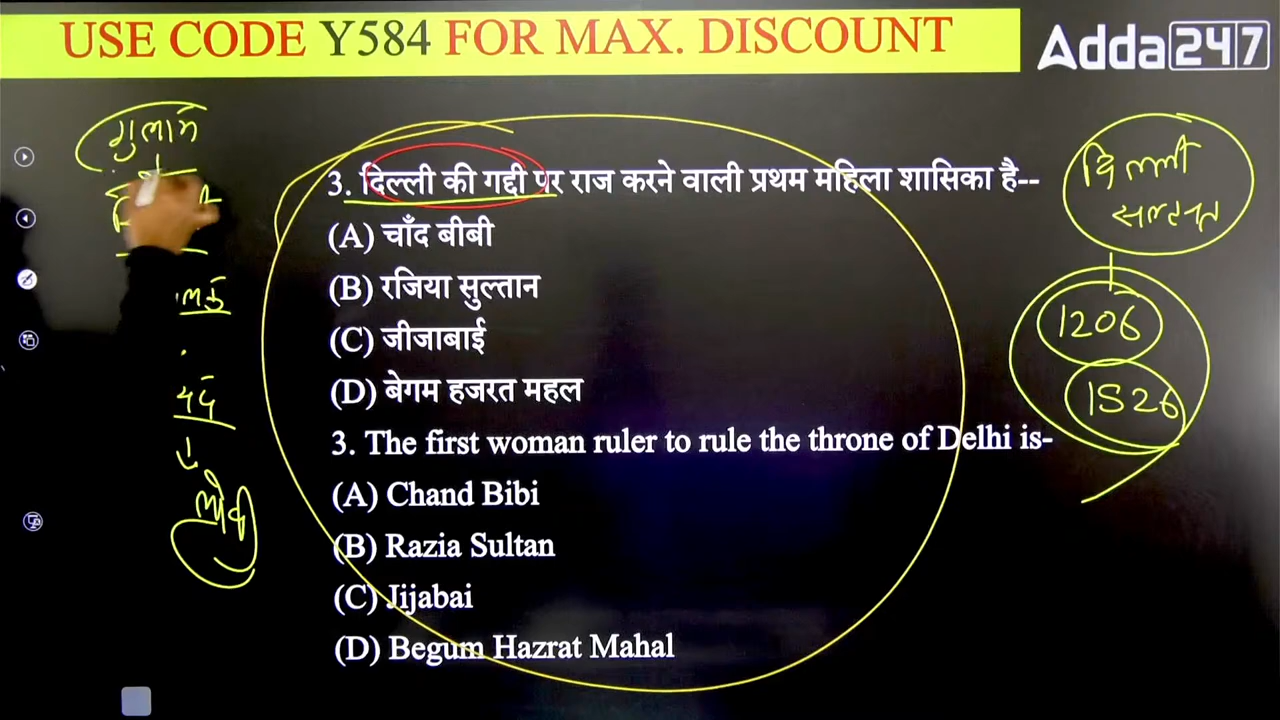 USE CODE Y584 FOR MAX. DISCOUNT
Adda247
गुलाम
3. दिल्ली की गद्दी पर राज करने वाली प्रथम महिला शासिका है--
(A) चाँद बीबी
(B) रजिया सुल्तान
(C) जीजाबाई
(D) बेगम हजरत महल
3. The first woman ruler to rule the throne of Delhi is-
(A) Chand Bibi
(B) Razia Sultan
(C) Jijabai
(D) Begum Hazrat Mahal
लोदी
दिल्ली
सल्तनत
1206
1526